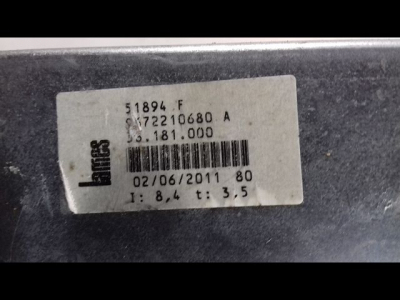 51894 F
9672210680 A
53.181.000
Lames
02/06/2011 80
I: 8,4 t: 3,5